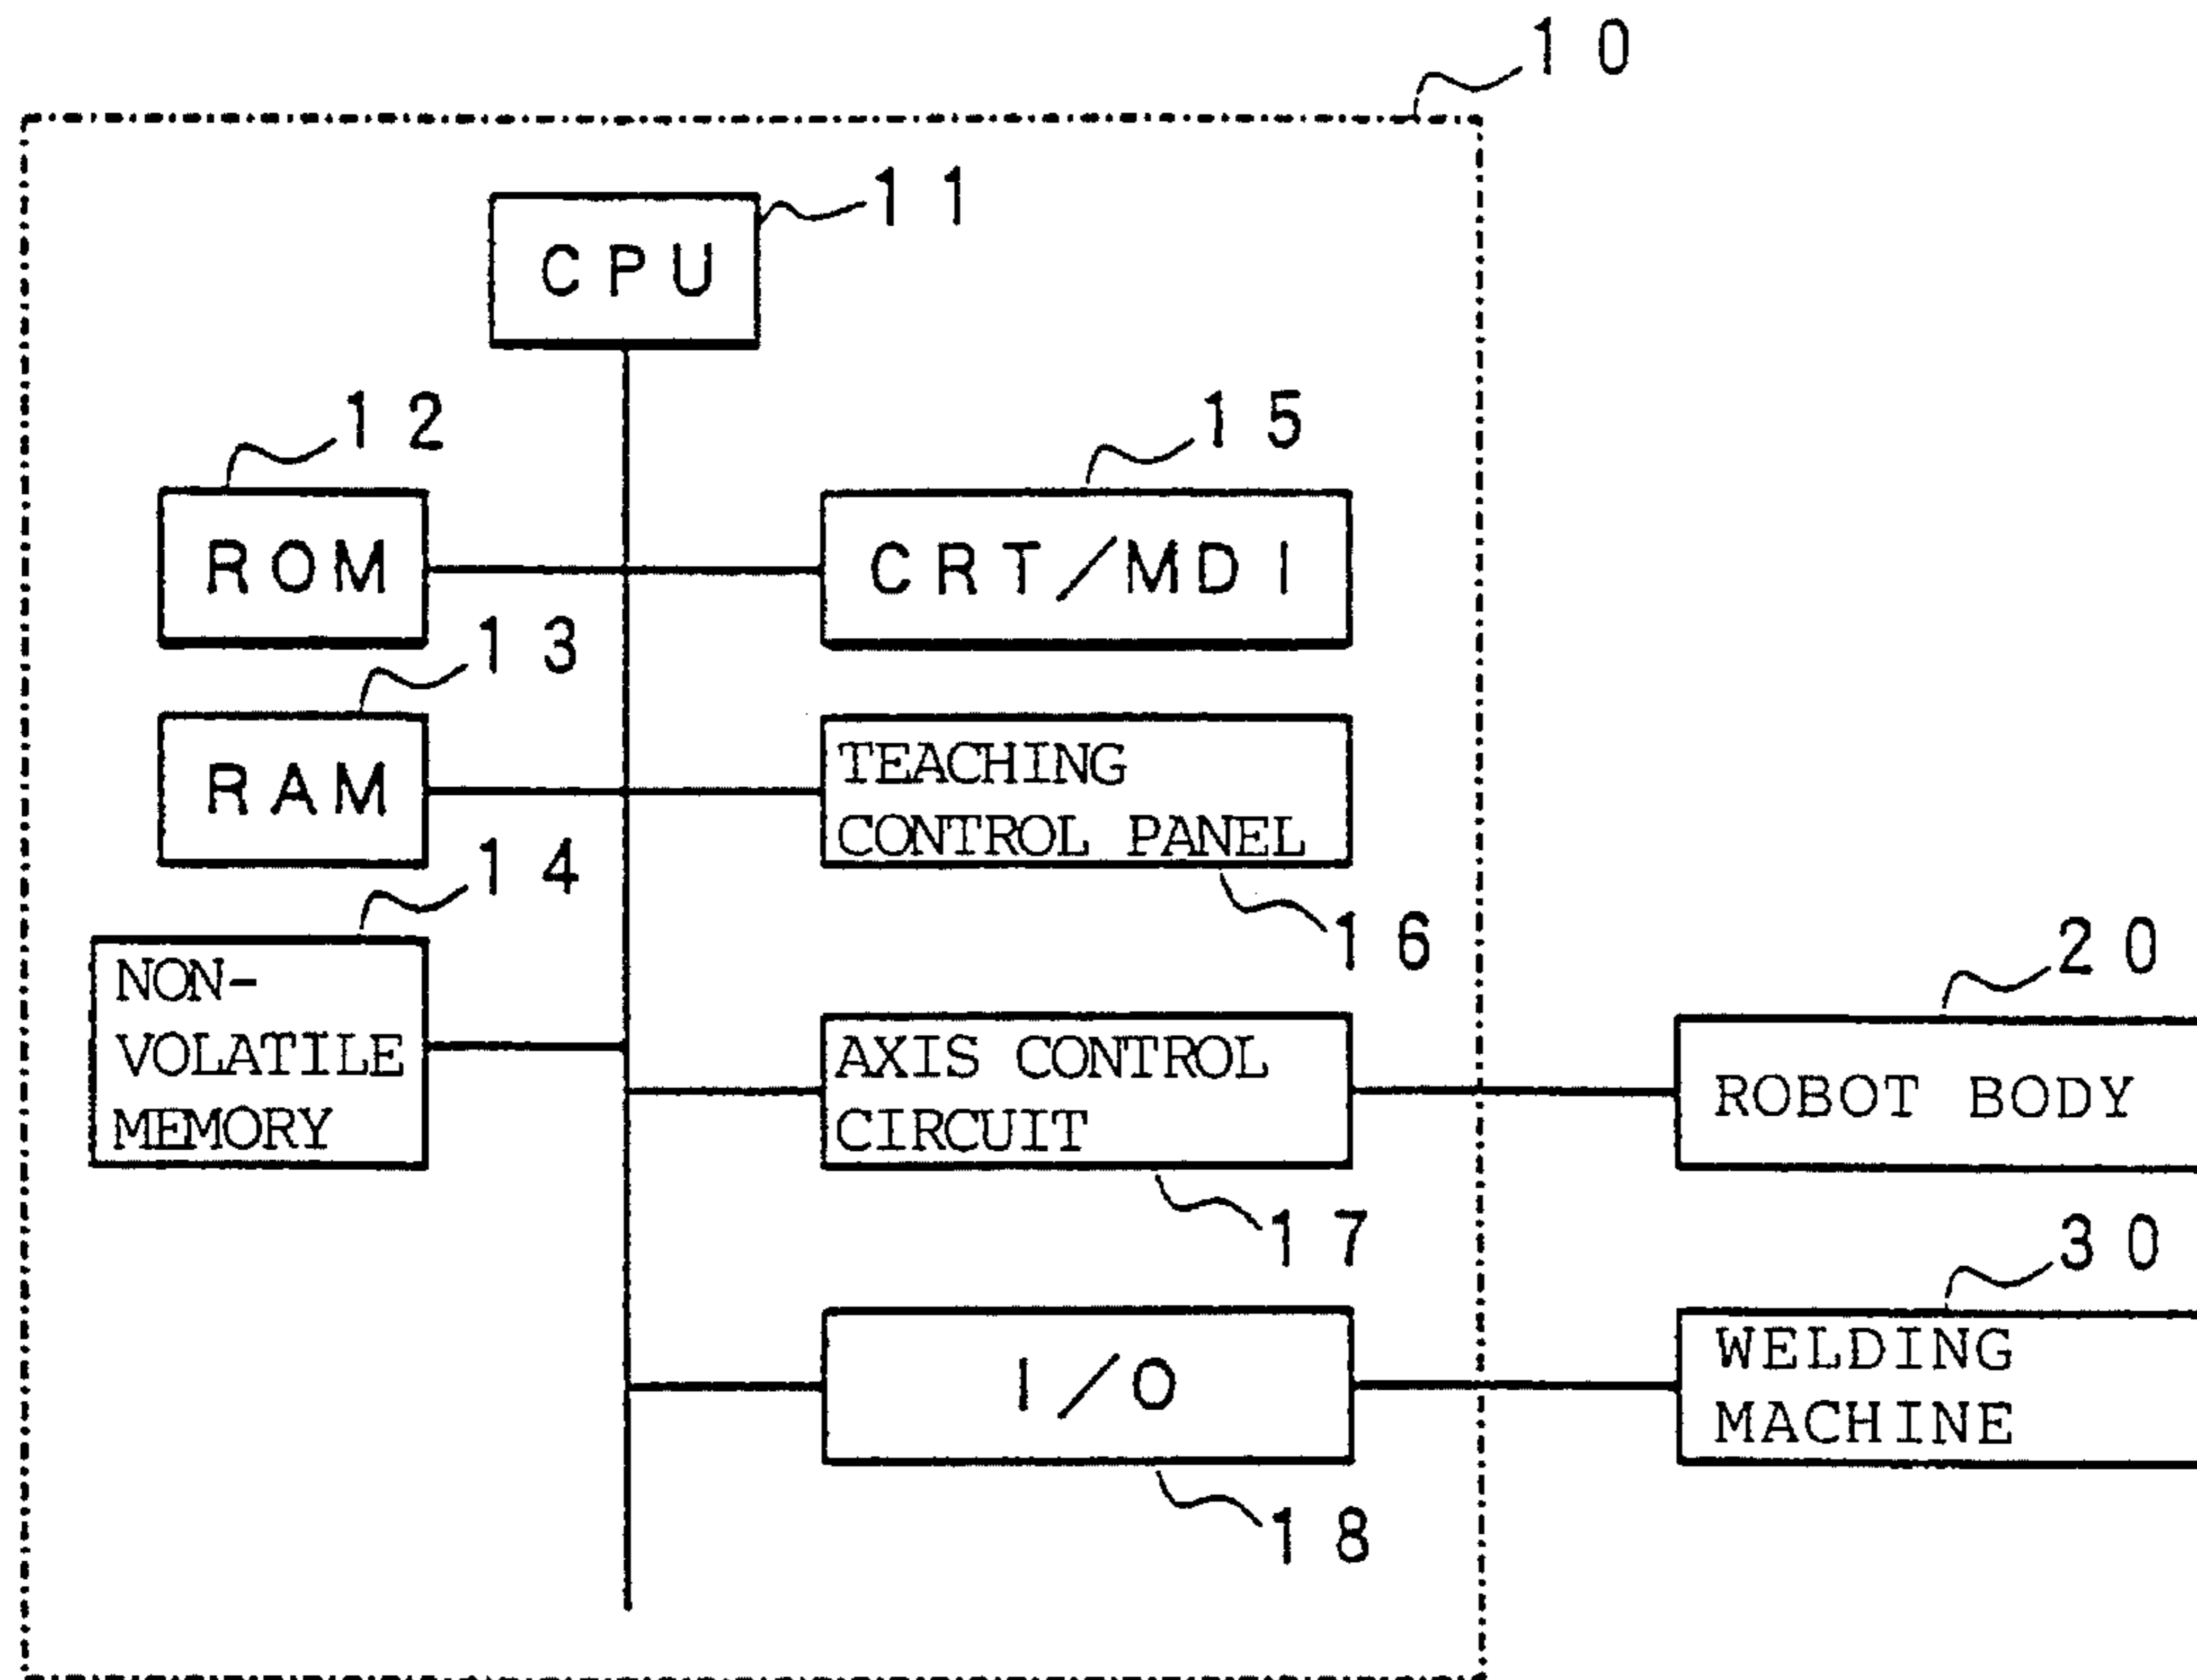 10
11
CPU
12
15
ROM
CRT/MDI
13
RAM
TEACHING
CONTROL PANEL
14
16
NON-
VOLATILE
MEMORY
20
AXIS CONTROL
CIRCUIT
ROBOT BODY
17
30
I/O
WELDING
MACHINE
18